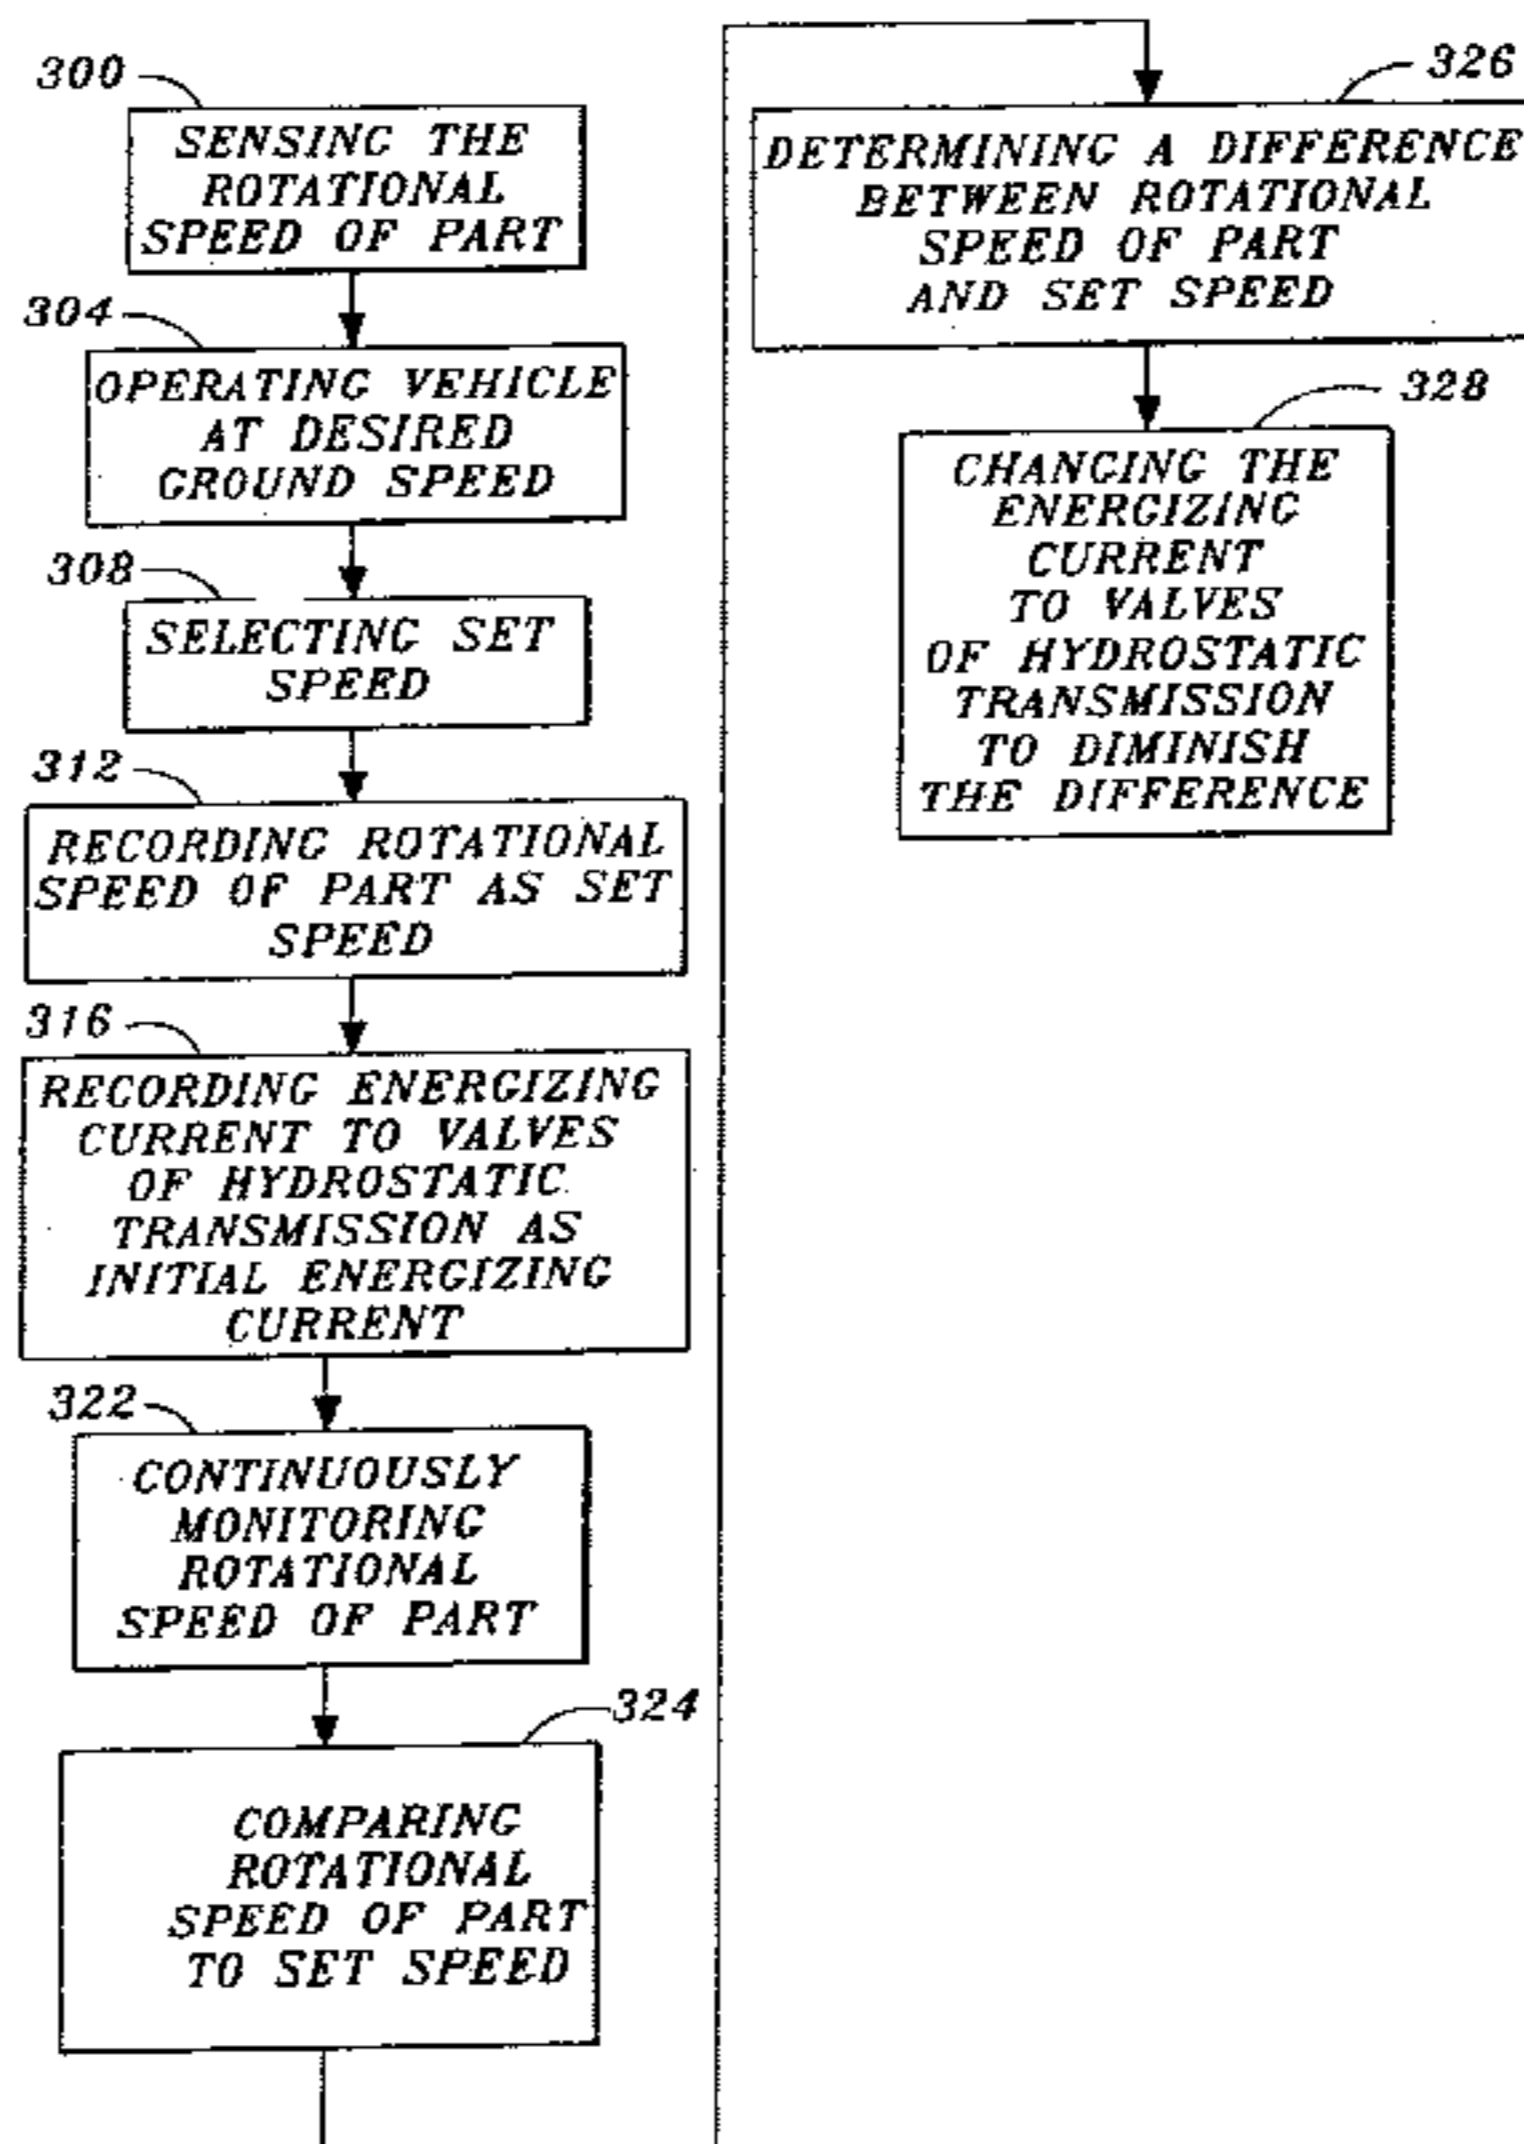 300
SENSING THE
ROTATIONAL
SPEED OF PART
304
OPERATING VEHICLE
AT DESIRED
GROUND SPEED
308
SELECTING SET
SPEED
312
RECORDING ROTATIONAL
SPEED OF PART AS SET
SPEED
316
RECORDING ENERGIZING
CURRENT TO VALVES
OF HYDROSTATIC
TRANSMISSION AS
INITIAL ENERGIZING
CURRENT
322
CONTINUOUSLY
MONITORING
ROTATIONAL
SPEED OF PART
324
COMPARING
ROTATIONAL
SPEED OF PART
TO SET SPEED
326
DETERMINING A DIFFERENCE
BETWEEN ROTATIONAL
SPEED OF PART
AND SET SPEED
328
CHANGING THE
ENERGIZING
CURRENT
TO VALVES
OF HYDROSTATIC
TRANSMISSION
TO DIMINISH
THE DIFFERENCE